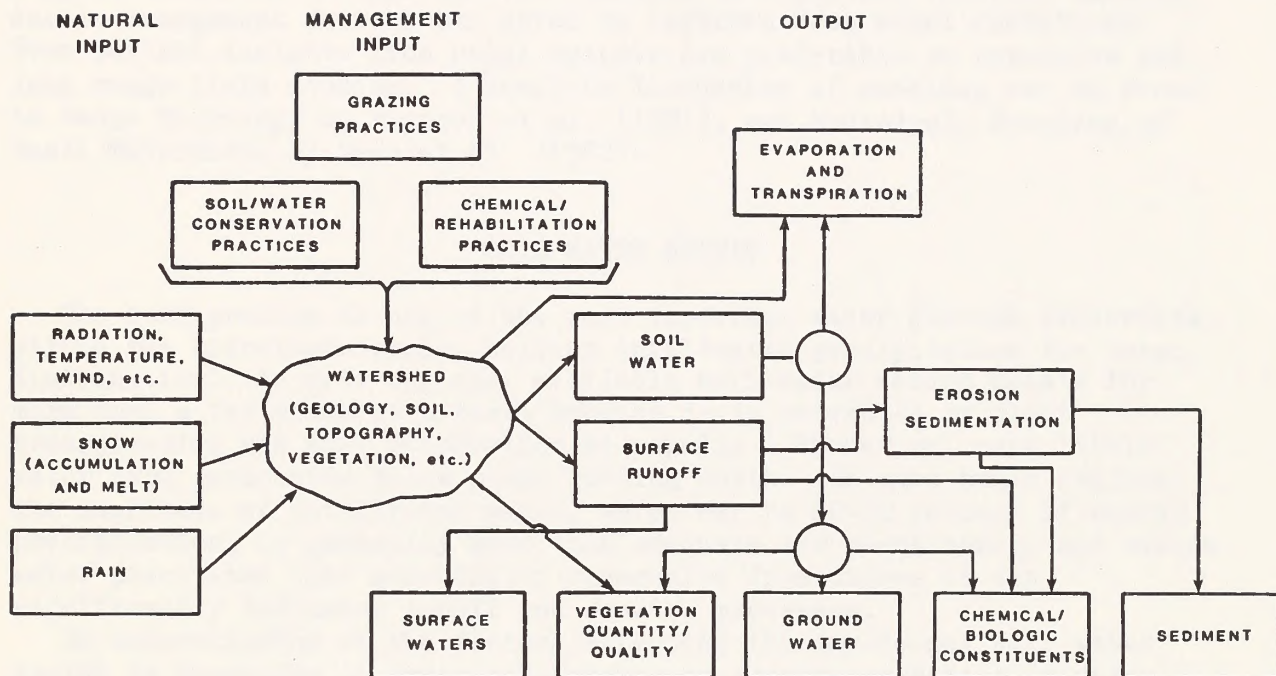 NATURAL
INPUT
MANAGEMENT
INPUT
OUTPUT
GRAZING
PRACTICES
SOIL/WATER
CONSERVATION
PRACTICES
CHEMICAL/
REHABILITATION
PRACTICES
EVAPORATION
AND
TRANSPIRATION
RADIATION,
TEMPERATURE,
WIND, etc.
SNOW
(ACCUMULATION
AND MELT)
RAIN
WATERSHED
(GEOLOGY, SOIL,
TOPOGRAPHY,
VEGETATION, etc.)
SOIL
WATER
SURFACE
RUNOFF
EROSION
SEDIMENTATION
SURFACE
WATERS
VEGETATION
QUANTITY/
QUALITY
GROUND
WATER
CHEMICAL/
BIOLOGIC
CONSTITUENTS
SEDIMENT